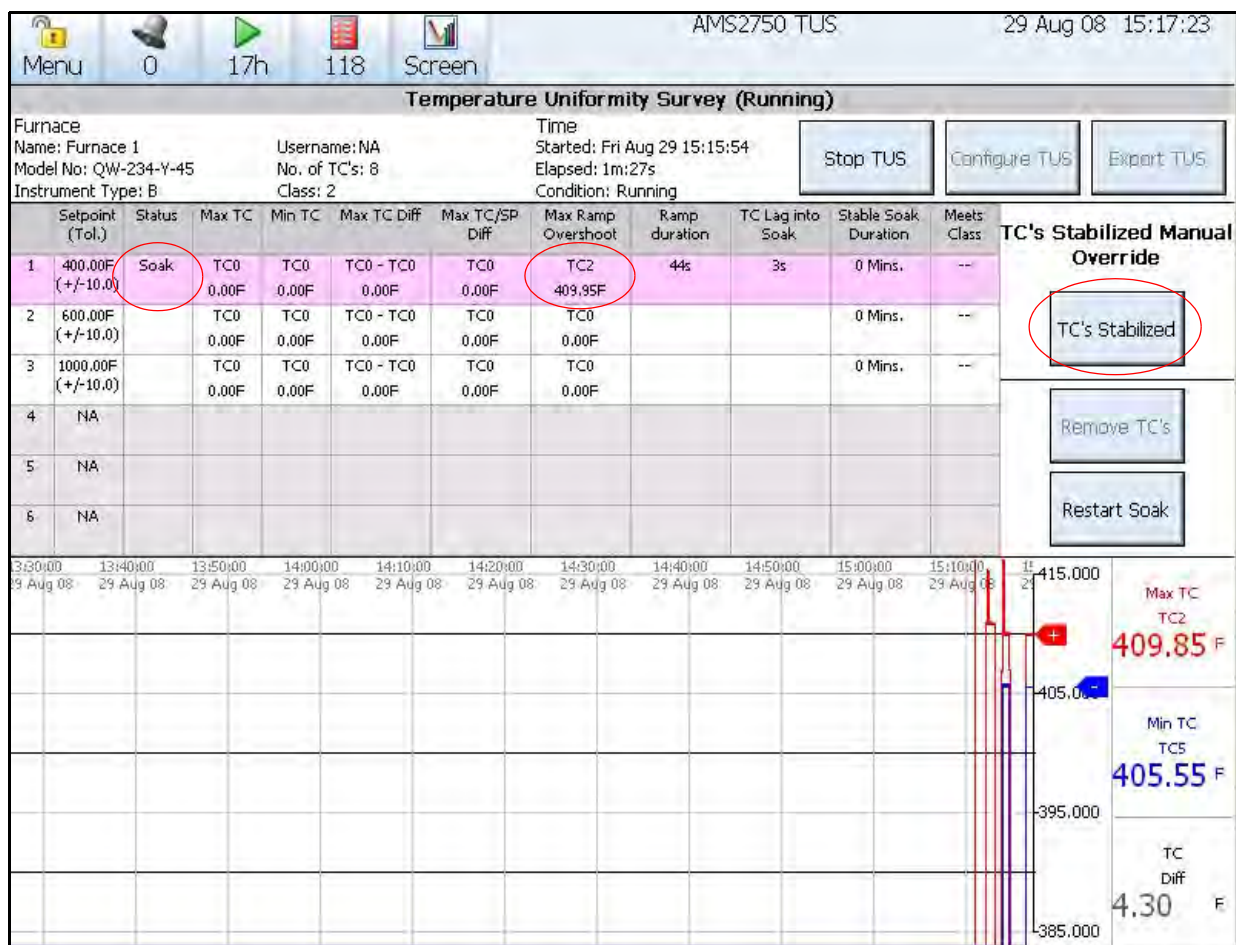 AMS2750 TUS
29 Aug 08 15:17:23
Menu 0 17h 118 Screen
Temperature Uniformity Survey (Running)
Furnace
Name: Furnace 1
Model No: QW-234-Y-45
Instrument Type: B
Username: NA
No. of TC's: 8
Class: 2
Time
Started: Fri Aug 29 15:15:54
Elapsed: 1m:27s
Condition: Running
Stop TUS
Configure TUS
Export TUS
Setpoint (Tol.) Status Max TC Min TC Max TC Diff Max TC/SP Diff Max Ramp Overshoot Ramp duration TC Lag into Soak Stable Soak Duration Meets Class
1 400.00F Soak TC0 TC0 TC0 - TC0 TC0 TC2 44s 3s 0 Mins. --
(+/-10.0) 0.00F 0.00F 0.00F 0.00F 409.95F
2 600.00F TC0 TC0 TC0 - TC0 TC0 TC0 0 Mins. --
(+/-10.0) 0.00F 0.00F 0.00F 0.00F 0.00F
3 1000.00F TC0 TC0 TC0 - TC0 TC0 TC0 0 Mins. --
(+/-10.0) 0.00F 0.00F 0.00F 0.00F 0.00F
4 NA
5 NA
6 NA
TC's Stabilized Manual
Override
TC's Stabilized
Remove TC's
Restart Soak
13:30:00 13:40:00 13:50:00 14:00:00 14:10:00 14:20:00 14:30:00 14:40:00 14:50:00 15:00:00 15:10:00
29 Aug 08 29 Aug 08 29 Aug 08 29 Aug 08 29 Aug 08 29 Aug 08 29 Aug 08 29 Aug 08 29 Aug 08 29 Aug 08 29 Aug 08
415.000
395.000
385.000
Max TC
TC2
409.85 F
Min TC
TC5
405.55 F
TC
Diff
4.30 F